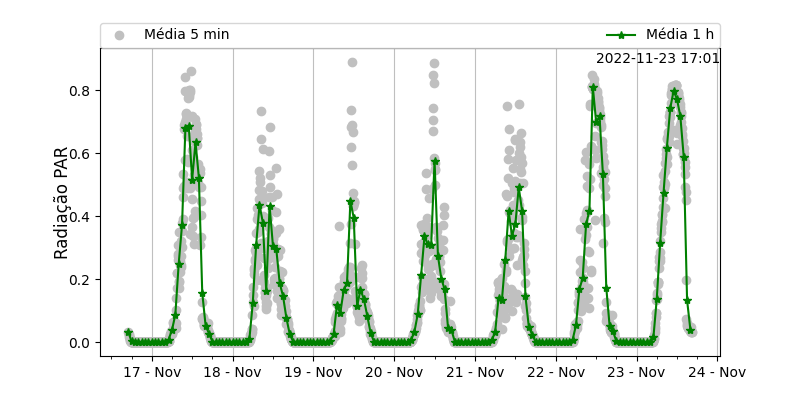 Média 5 min
Média 1 h
2022-11-23 17:01
Radiação PAR
0.8
0.6
0.4
0.2
0.0
17 - Nov
18 - Nov
19 - Nov
20 - Nov
21 - Nov
22 - Nov
23 - Nov
24 - Nov